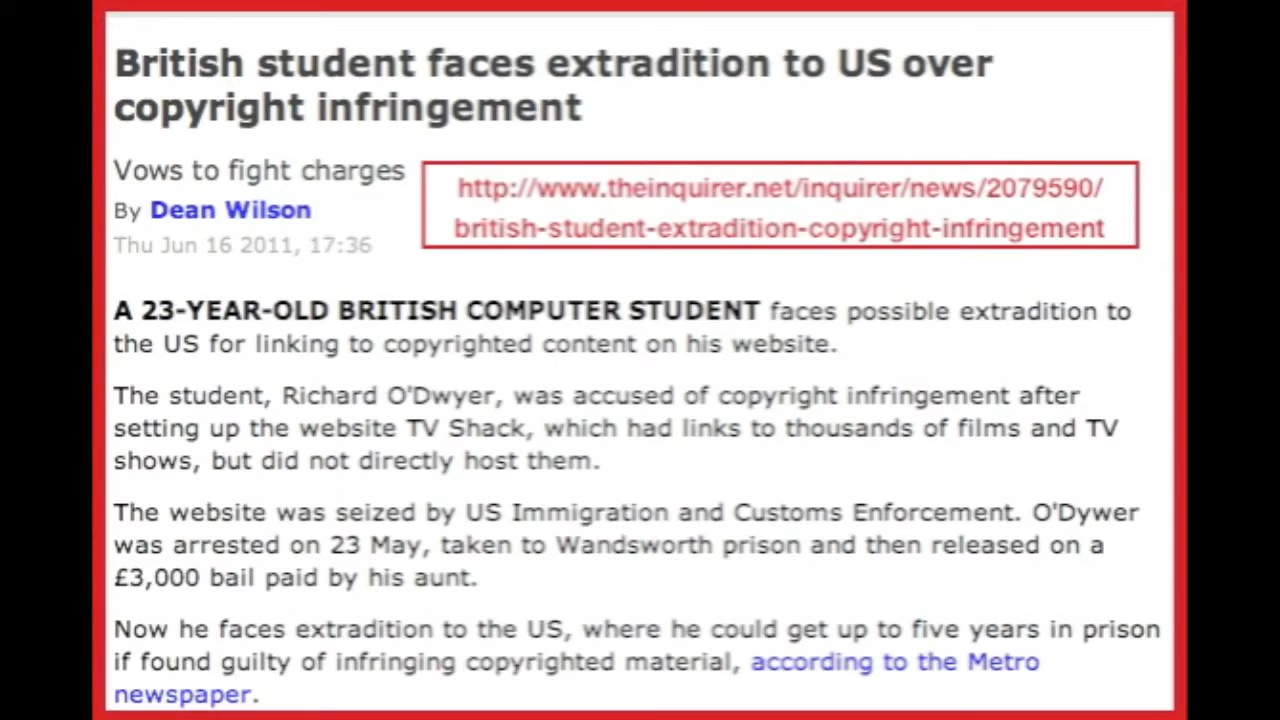 British student faces extradition to US over
copyright infringement
Vows to fight charges
By Dean Wilson
Thu Jun 16 2011, 17:36
http://www.theinquirer.net/inquirer/news/2079590/
british-student-extradition-copyright-infringement
A 23-YEAR-OLD BRITISH COMPUTER STUDENT faces possible extradition to
the US for linking to copyrighted content on his website.
The student, Richard O'Dwyer, was accused of copyright infringement after
setting up the website TV Shack, which had links to thousands of films and TV
shows, but did not directly host them.
The website was seized by US Immigration and Customs Enforcement. O'Dywer
was arrested on 23 May, taken to Wandsworth prison and then released on a
£3,000 bail paid by his aunt.
Now he faces extradition to the US, where he could get up to five years in prison
if found guilty of infringing copyrighted material, according to the Metro
newspaper.